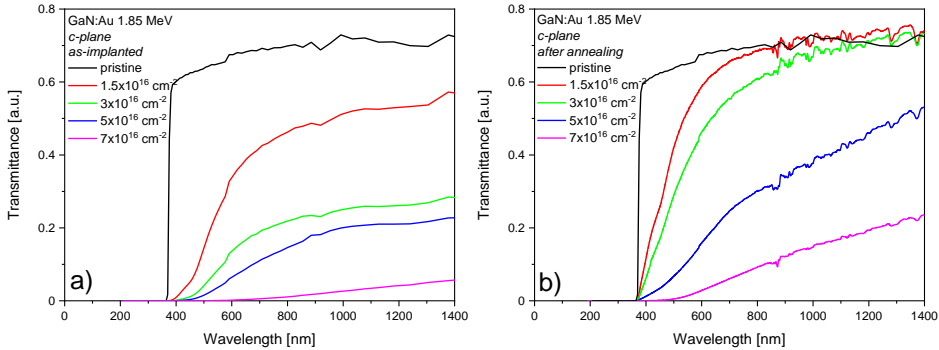 GaN:Au 1.85 MeV
c-plane
as-implanted
pristine
1.5x10¹⁶ cm⁻²
3x10¹⁶ cm⁻²
5x10¹⁶ cm⁻²
7x10¹⁶ cm⁻²
a)
Transmittance [a.u.]
0.8
0.6
0.4
0.2
0
0 200 400 600 800 1000 1200 1400
Wavelength [nm]
GaN:Au 1.85 MeV
c-plane
after annealing
pristine
1.5x10¹⁶ cm⁻²
3x10¹⁶ cm⁻²
5x10¹⁶ cm⁻²
7x10¹⁶ cm⁻²
b)
Transmittance [a.u.]
0.8
0.6
0.4
0.2
0
0 200 400 600 800 1000 1200 1400
Wavelength [nm]